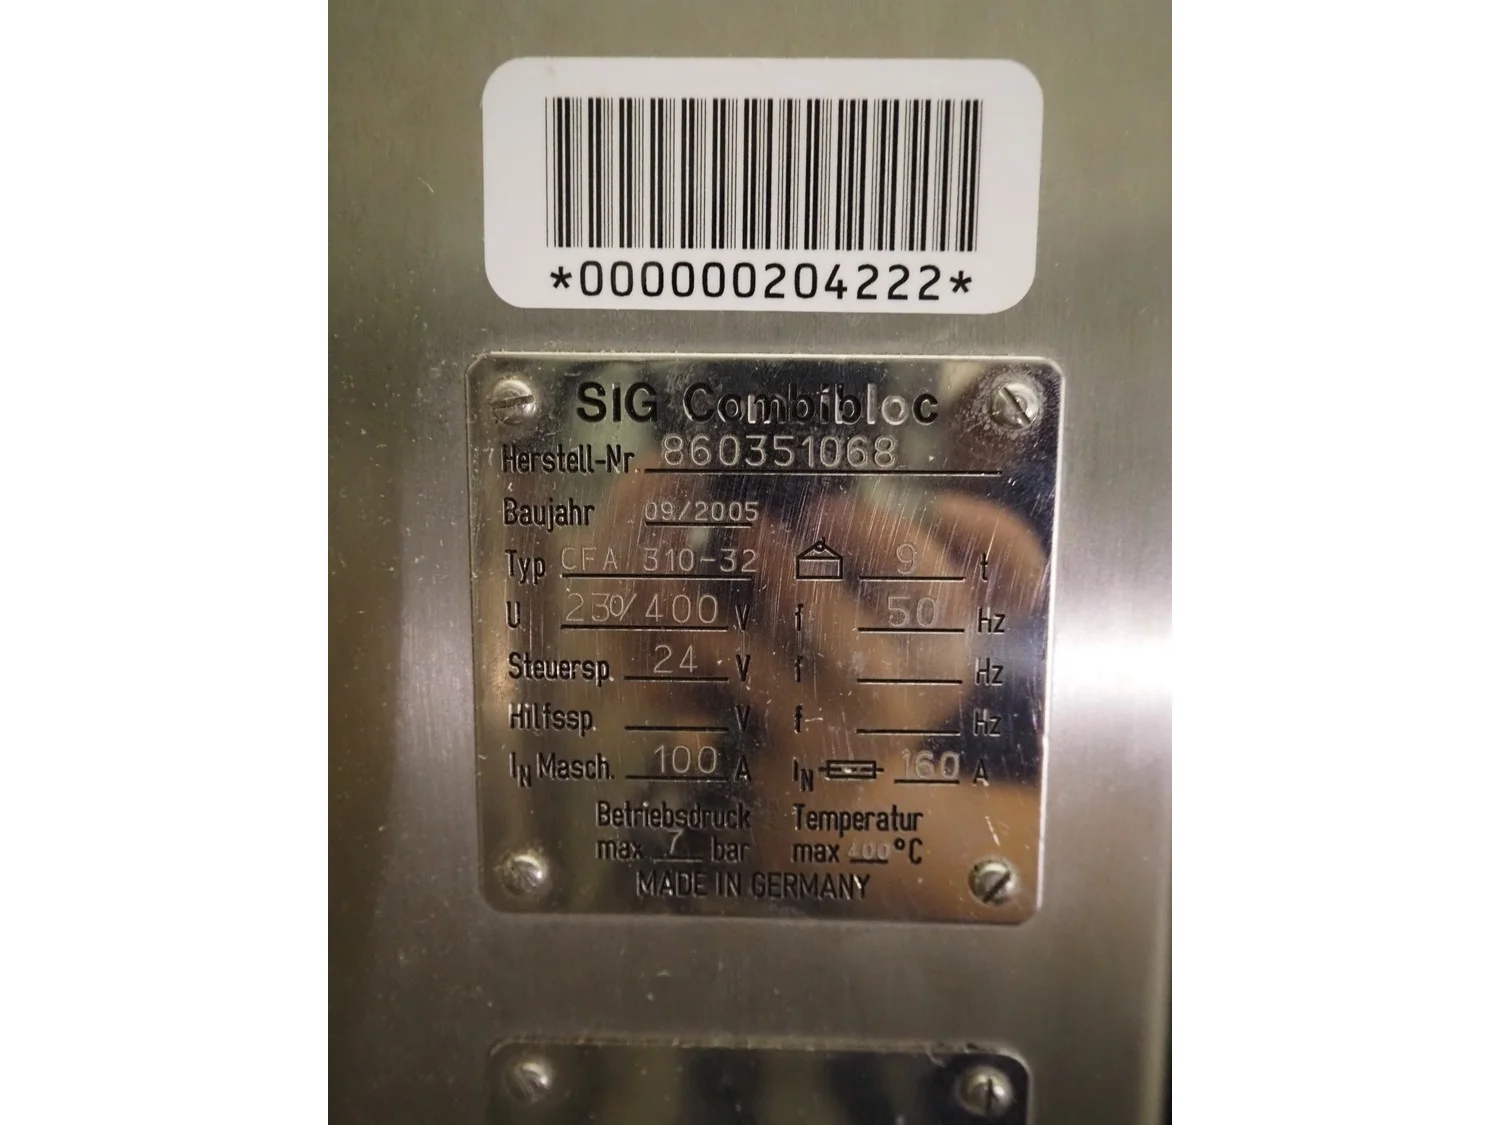 *000000204222*
SIG Combibloc
Herstell-Nr. 860351068
Baujahr 09/2005
Typ CFA 310-32 9 t
U 230/400 V f 50 Hz
Steuersp. 24 V f Hz
Hilfssp. V f Hz
IN Masch. 100 A IN 160 A
Betriebsdruck Temperatur
max 7 bar max 400 °C
MADE IN GERMANY